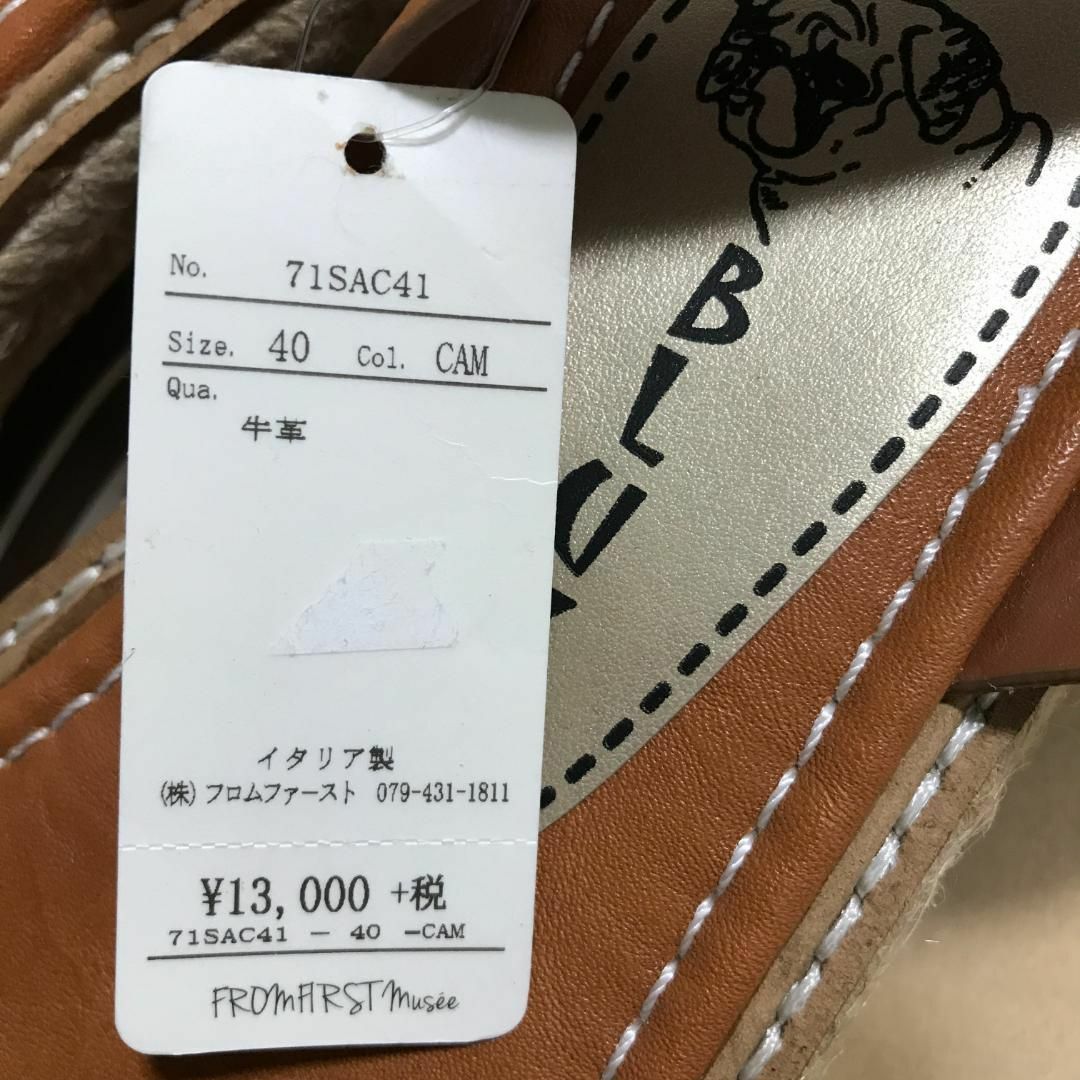 No. 71SAC41
Size. 40 Col. CAM
Qua.
牛革
イタリア製
(株) フロムファースト 079-431-1811
¥13,000 +税
71SAC41 - 40 -CAM
FROMFIRST Musée
BLU